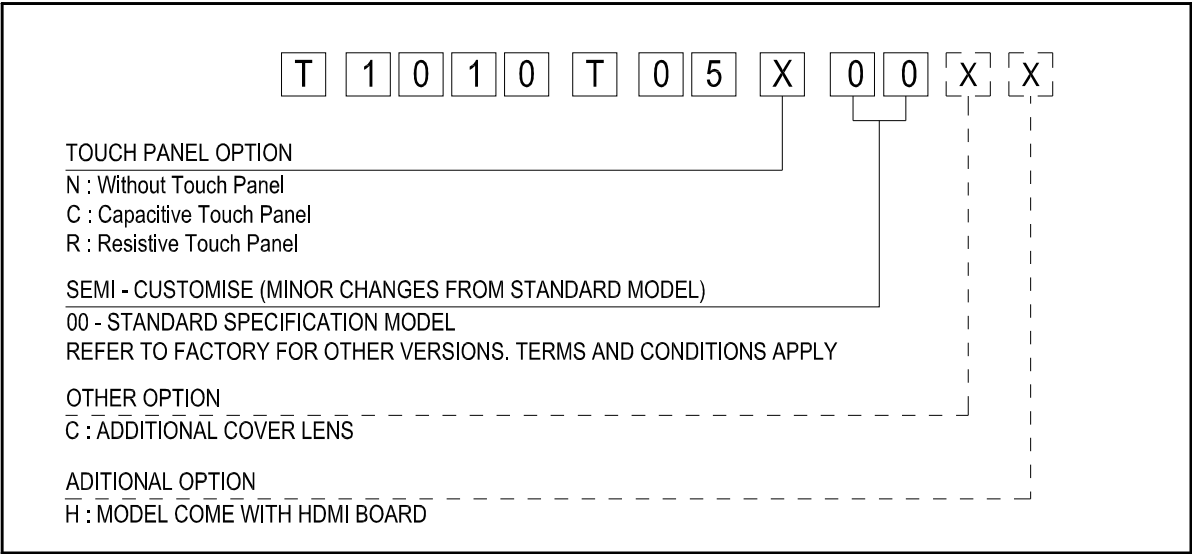 T 1 0 1 0 T 0 5 X 0 0 X X
TOUCH PANEL OPTION
N : Without Touch Panel
C : Capacitive Touch Panel
R : Resistive Touch Panel
SEMI - CUSTOMISE (MINOR CHANGES FROM STANDARD MODEL)
00 - STANDARD SPECIFICATION MODEL
REFER TO FACTORY FOR OTHER VERSIONS. TERMS AND CONDITIONS APPLY
OTHER OPTION
C : ADDITIONAL COVER LENS
ADITIONAL OPTION
H : MODEL COME WITH HDMI BOARD